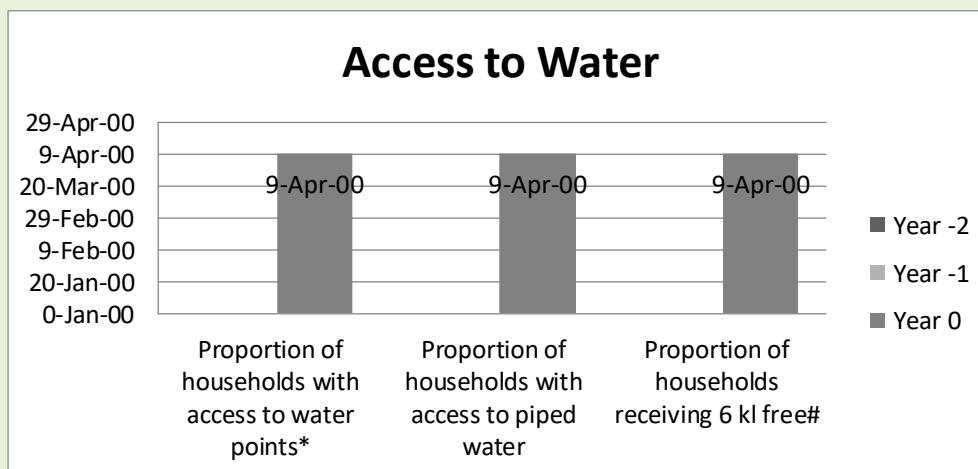 Access to Water
29-Apr-00
9-Apr-00
20-Mar-00
29-Feb-00
9-Feb-00
20-Jan-00
0-Jan-00
9-Apr-00 9-Apr-00 9-Apr-00
Year -2
Year -1
Year 0
Proportion of
households with
access to water
points*
Proportion of
households with
access to piped
water
Proportion of
households
receiving 6 kl free#